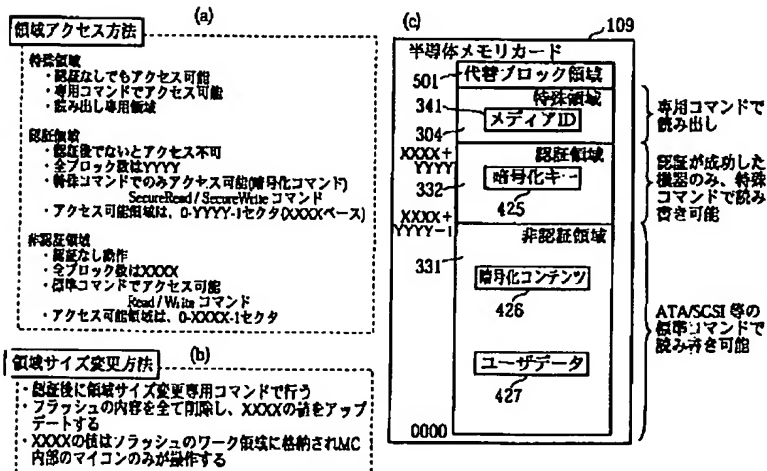 (a)
領域アクセス方法
特殊領域
・認証なしでもアクセス可能
・専用コマンドでアクセス可能
・読み出し専用領域
認証領域
・認証後でないとアクセス不可
・全ブロック数はYYYY
・特殊コマンドでのみアクセス可能(暗号化コマンド)
SecureRead / SecureWrite コマンド
・アクセス可能領域は、0-YYYY-1セクタ(XXXXベース)
非認証領域
・認証なし動作
・全ブロック数はXXXX
・標準コマンドでアクセス可能
Read / Write コマンド
・アクセス可能領域は、0-XXXX-1セクタ
(b)
領域サイズ変更方法
・認証後に領域サイズ変更専用コマンドで行う
・フラッシュの内容を全て削除し、XXXXの値をアップ
デートする
・XXXXの値はフラッシュのワーク領域に格納されMC
内部のマイコンのみが操作する
(c)
109
半導体メモリカード
501
代替ブロック領域
特殊領域
341
メディアID
304
専用コマンドで
読み出し
XXXX+
YYYY
認証領域
332
暗号化キー
425
認証が成功した
機器のみ、特殊
コマンドで読み
書き可能
XXXX+
YYYY-1
非認証領域
331
暗号化コンテンツ
426
ユーザデータ
427
ATA/SCSI 等の
標準コマンドで
読み書き可能
0000